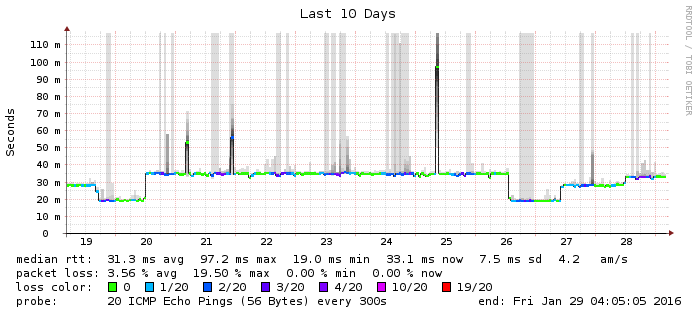 Last 10 Days
RRDTOOL / TOBI OETIKER
Seconds
110 m
100 m
90 m
80 m
70 m
60 m
50 m
40 m
30 m
20 m
10 m
0
19 20 21 22 23 24 25 26 27 28
median rtt: 31.3 ms avg 97.2 ms max 19.0 ms min 33.1 ms now 7.5 ms sd 4.2 am/s
packet loss: 3.56 % avg 19.50 % max 0.00 % min 0.00 % now
loss color: 0 1/20 2/20 3/20 4/20 10/20 19/20
probe: 20 ICMP Echo Pings (56 Bytes) every 300s end: Fri Jan 29 04:05:05 2016